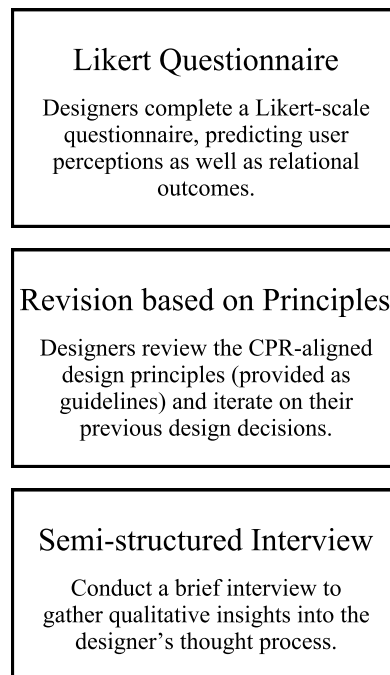 Likert Questionnaire
Designers complete a Likert-scale
questionnaire, predicting user
perceptions as well as relational
outcomes.
Revision based on Principles
Designers review the CPR-aligned
design principles (provided as
guidelines) and iterate on their
previous design decisions.
Semi-structured Interview
Conduct a brief interview to
gather qualitative insights into the
designer's thought process.